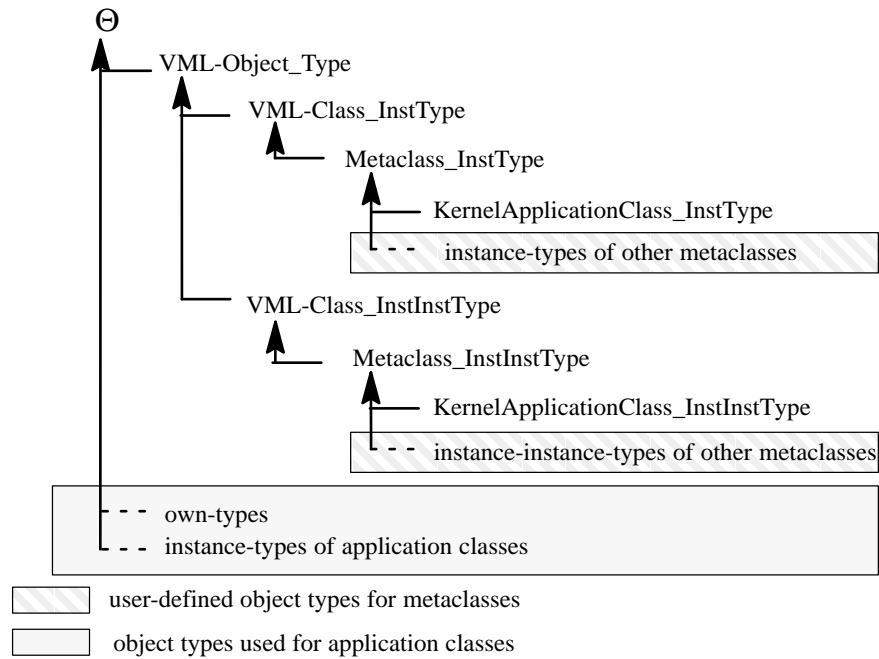 Θ
VML-Object_Type
VML-Class_InstType
Metaclass_InstType
KernelApplicationClass_InstType
instance-types of other metaclasses
VML-Class_InstInstType
Metaclass_InstInstType
KernelApplicationClass_InstInstType
instance-instance-types of other metaclasses
own-types
instance-types of application classes
user-defined object types for metaclasses
object types used for application classes